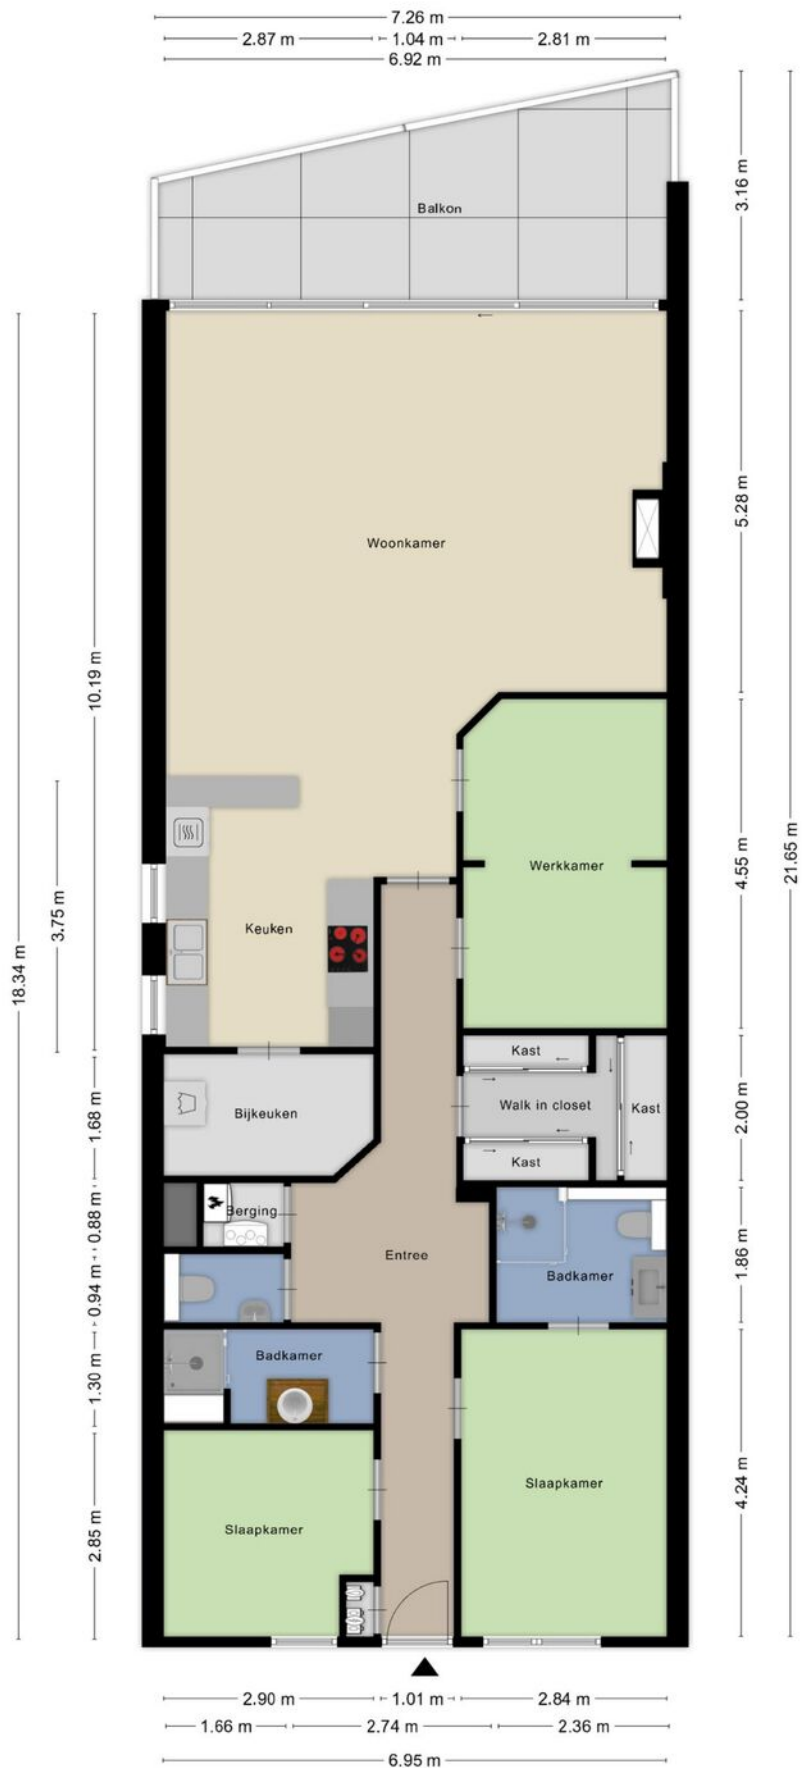 7.26 m
2.87 m
1.04 m
2.81 m
6.92 m
Balkon
3.16 m
Woonkamer
5.28 m
10.19 m
Werkkamer
4.55 m
21.65 m
Keuken
3.75 m
18.34 m
Kast
Walk in closet
Kast
Kast
2.00 m
Bijkeuken
1.68 m
Berging
0.88 m
Entree
Badkamer
1.86 m
0.94 m
Badkamer
1.30 m
Slaapkamer
4.24 m
Slaapkamer
2.85 m
2.90 m
1.01 m
2.84 m
1.66 m
2.74 m
2.36 m
6.95 m